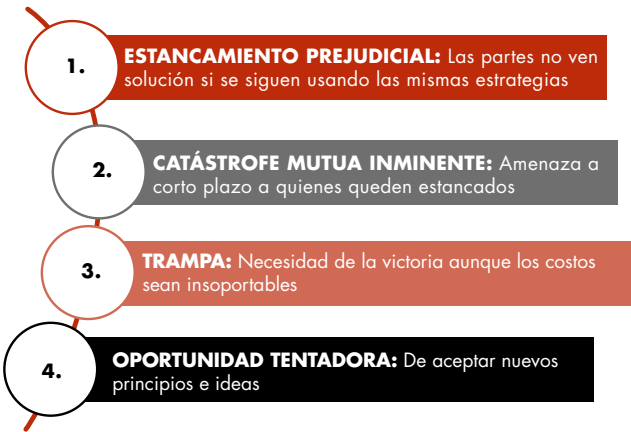 1.
ESTANCAMIENTO PREJUDICIAL: Las partes no ven
solución si se siguen usando las mismas estrategias
2.
CATÁSTROFE MUTUA INMINENTE: Amenaza a
corto plazo a quienes queden estancados
3.
TRAMPA: Necesidad de la victoria aunque los costos
sean insoportables
4.
OPORTUNIDAD TENTADORA: De aceptar nuevos
principios e ideas